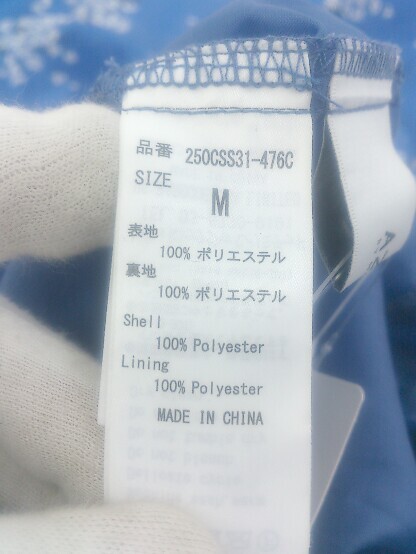 品番 250CSS31-476C
SIZE
M
表地
100% ポリエステル
裏地
100% ポリエステル
Shell
100% Polyester
Lining
100% Polyester
MADE IN CHINA